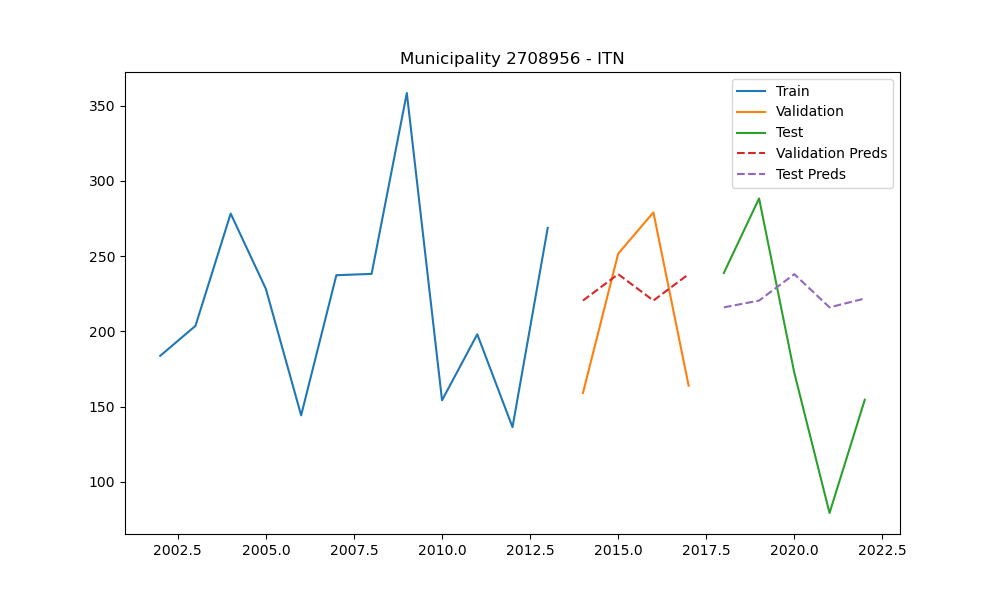 Municipality 2708956 - ITN
Train
Validation
Test
Validation Preds
Test Preds
350
300
250
200
150
100
2002.5 2005.0 2007.5 2010.0 2012.5 2015.0 2017.5 2020.0 2022.5